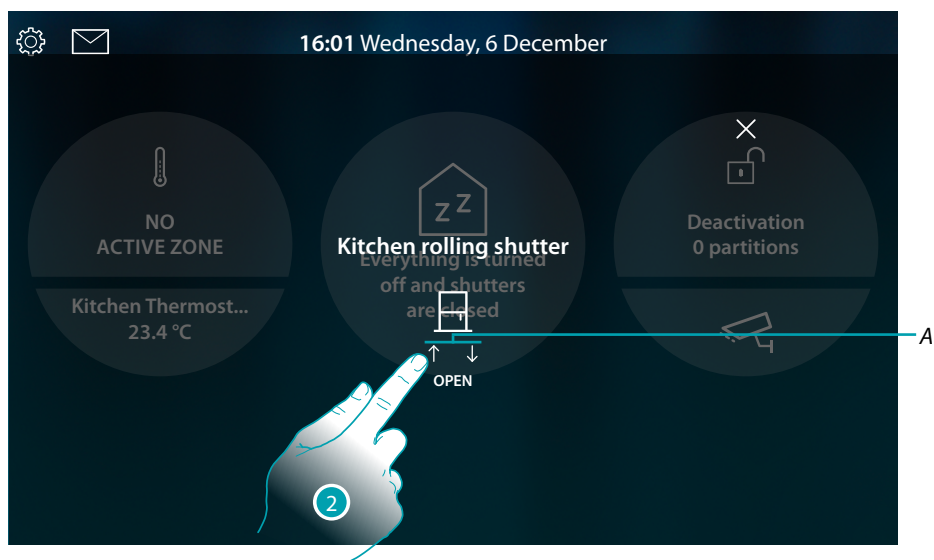 16:01 Wednesday, 6 December
NO
ACTIVE ZONE
Kitchen Thermost...
23.4 °C
z Z
Kitchen rolling shutter
Everything is turned
off and shutters
are closed
OPEN
Deactivation
0 partitions
A
2